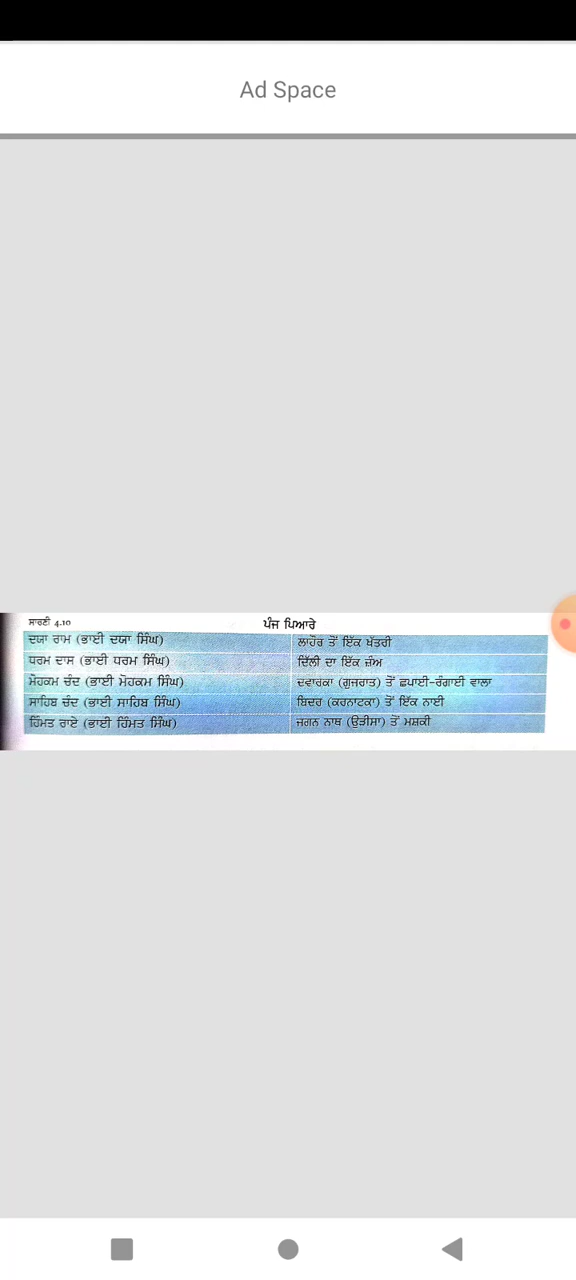 Ad Space
ਸਾਰਣੀ 4.10 ਪੰਜ ਪਿਆਰੇ
ਦਯਾ ਰਾਮ (ਭਾਈ ਦਯਾ ਸਿੰਘ) ਲਾਹੌਰ ਤੋਂ ਇੱਕ ਖੱਤਰੀ
ਧਰਮ ਦਾਸ (ਭਾਈ ਧਰਮ ਸਿੰਘ) ਦਿੱਲੀ ਦਾ ਇੱਕ ਜੱਅ
ਮੋਹਕਮ ਚੰਦ (ਭਾਈ ਮੋਹਕਮ ਸਿੰਘ) ਦਵਾਰਕਾ (ਗੁਜਰਾਤ) ਤੋਂ ਛਪਾਈ-ਰੰਗਾਈ ਵਾਲਾ
ਸਾਹਿਬ ਚੰਦ (ਭਾਈ ਸਾਹਿਬ ਸਿੰਘ) ਬਿਦਰ (ਕਰਨਾਟਕਾ) ਤੋਂ ਇੱਕ ਨਾਈ
ਹਿੰਮਤ ਰਾਏ (ਭਾਈ ਹਿੰਮਤ ਸਿੰਘ) ਜਗਨ ਨਾਥ (ਉੜੀਸਾ) ਤੋਂ ਮਸ਼ਕੀ